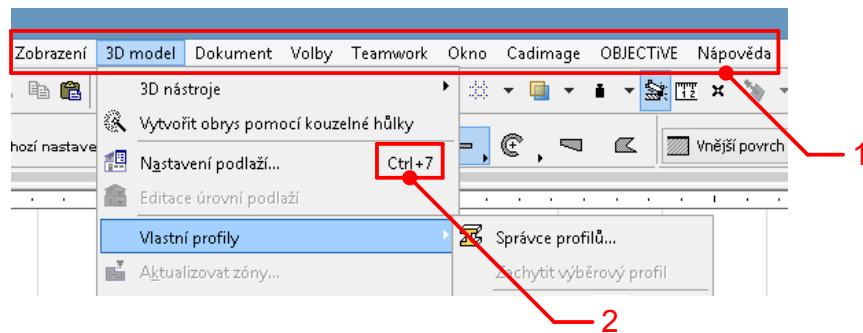 Zobrazení 3D model Dokument Volby Teamwork Okno Cadimage OBJECTiVE Nápověda
3D nástroje
1 2
Vytvořit obrys pomocí kouzelné hůlky
hozí nastave
Vnější povrch
1
Nastavení podlaží... Ctrl+7
Editace úrovní podlaží
Vlastní profily
Správce profilů...
Aktualizovat zóny...
Zachytit výběrový profil
2